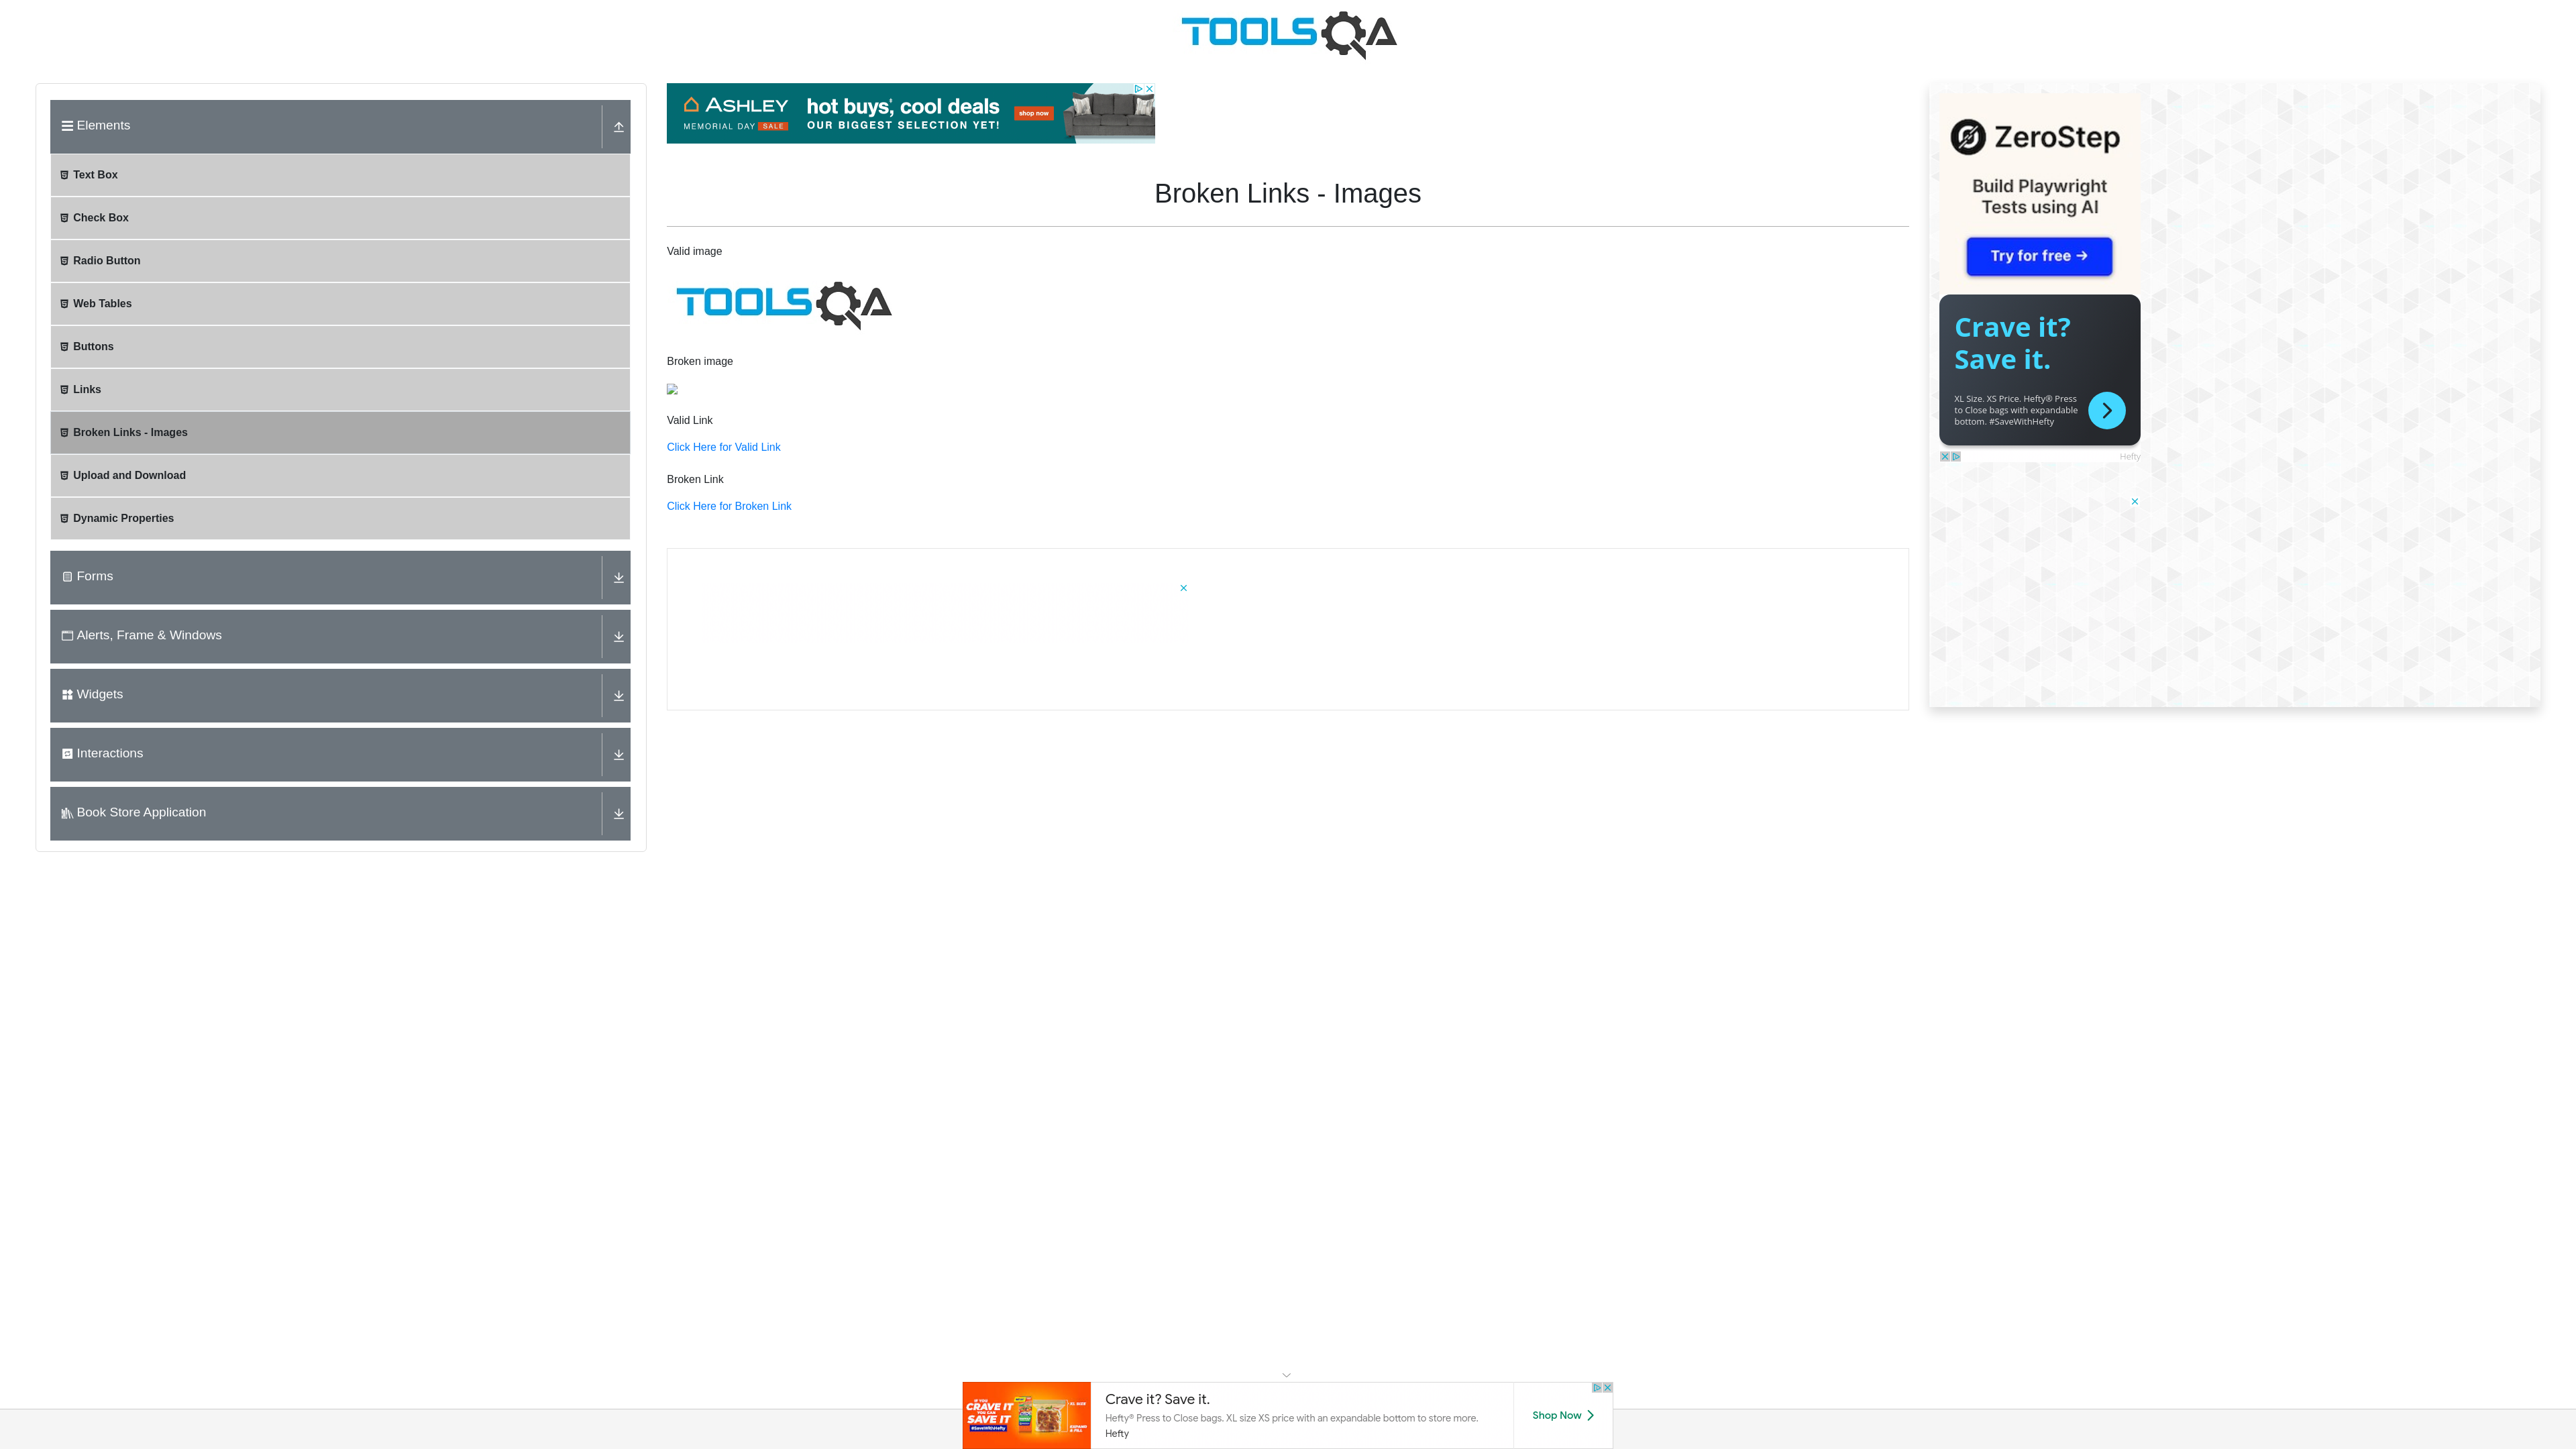 TOOLSQA
Elements
Text Box
Check Box
Radio Button
Web Tables
Buttons
Links
Broken Links - Images
Upload and Download
Dynamic Properties
Forms
Alerts, Frame & Windows
Widgets
Interactions
Book Store Application
ASHLEY
MEMORIAL DAY SALE
hot buys, cool deals
OUR BIGGEST SELECTION YET!
shop now
Broken Links - Images
Valid image
TOOLSQA
Broken image
Valid Link
Click Here for Valid Link
Broken Link
Click Here for Broken Link
ZeroStep
Build Playwright
Tests using AI
Try for free →
Crave it?
Save it.
XL Size. XS Price. Hefty® Press
to Close bags with expandable
bottom. #SaveWithHefty
Hefty
CRAVE IT
SAVE IT
Crave it? Save it.
Hefty® Press to Close bags. XL size XS price with an expandable bottom to store more.
Hefty
Shop Now